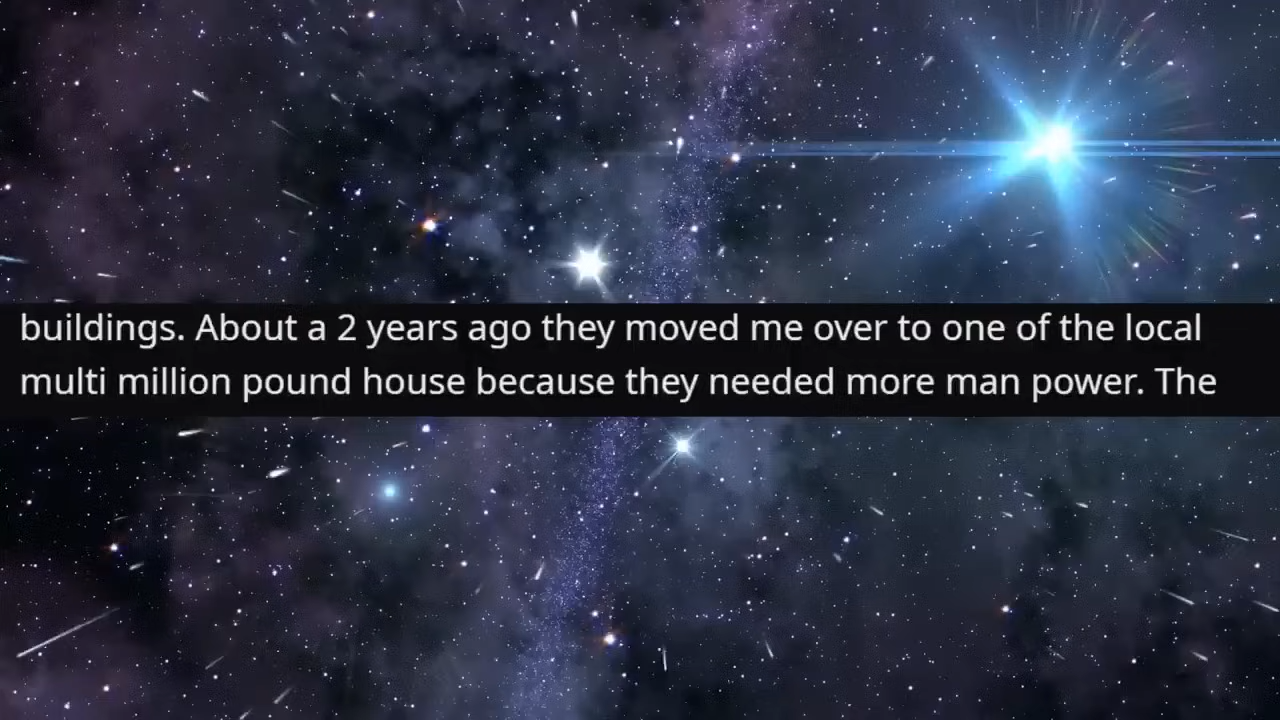 buildings. About a 2 years ago they moved me over to one of the local
multi million pound house because they needed more man power. The